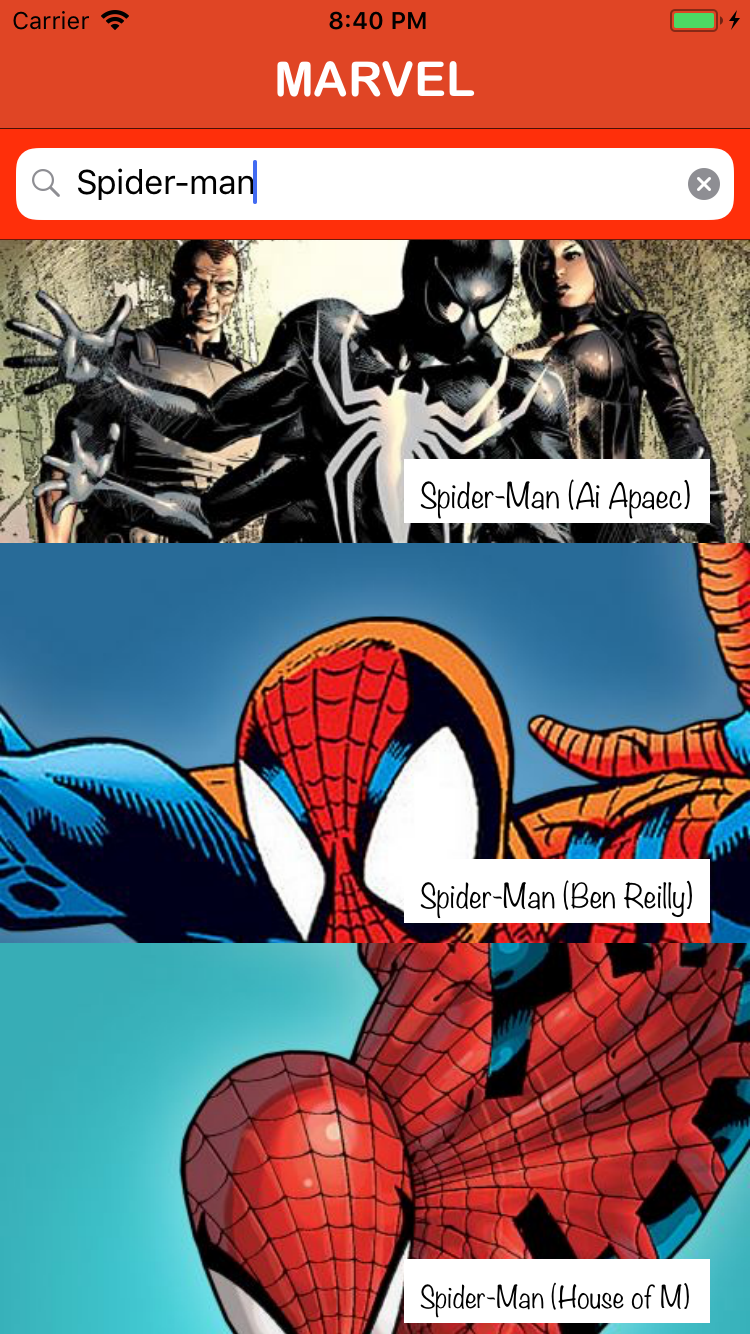 Carrier 8:40 PM
MARVEL
Spider-man
Spider-Man (Ai Apaec)
Spider-Man (Ben Reilly)
Spider-Man (House of M)